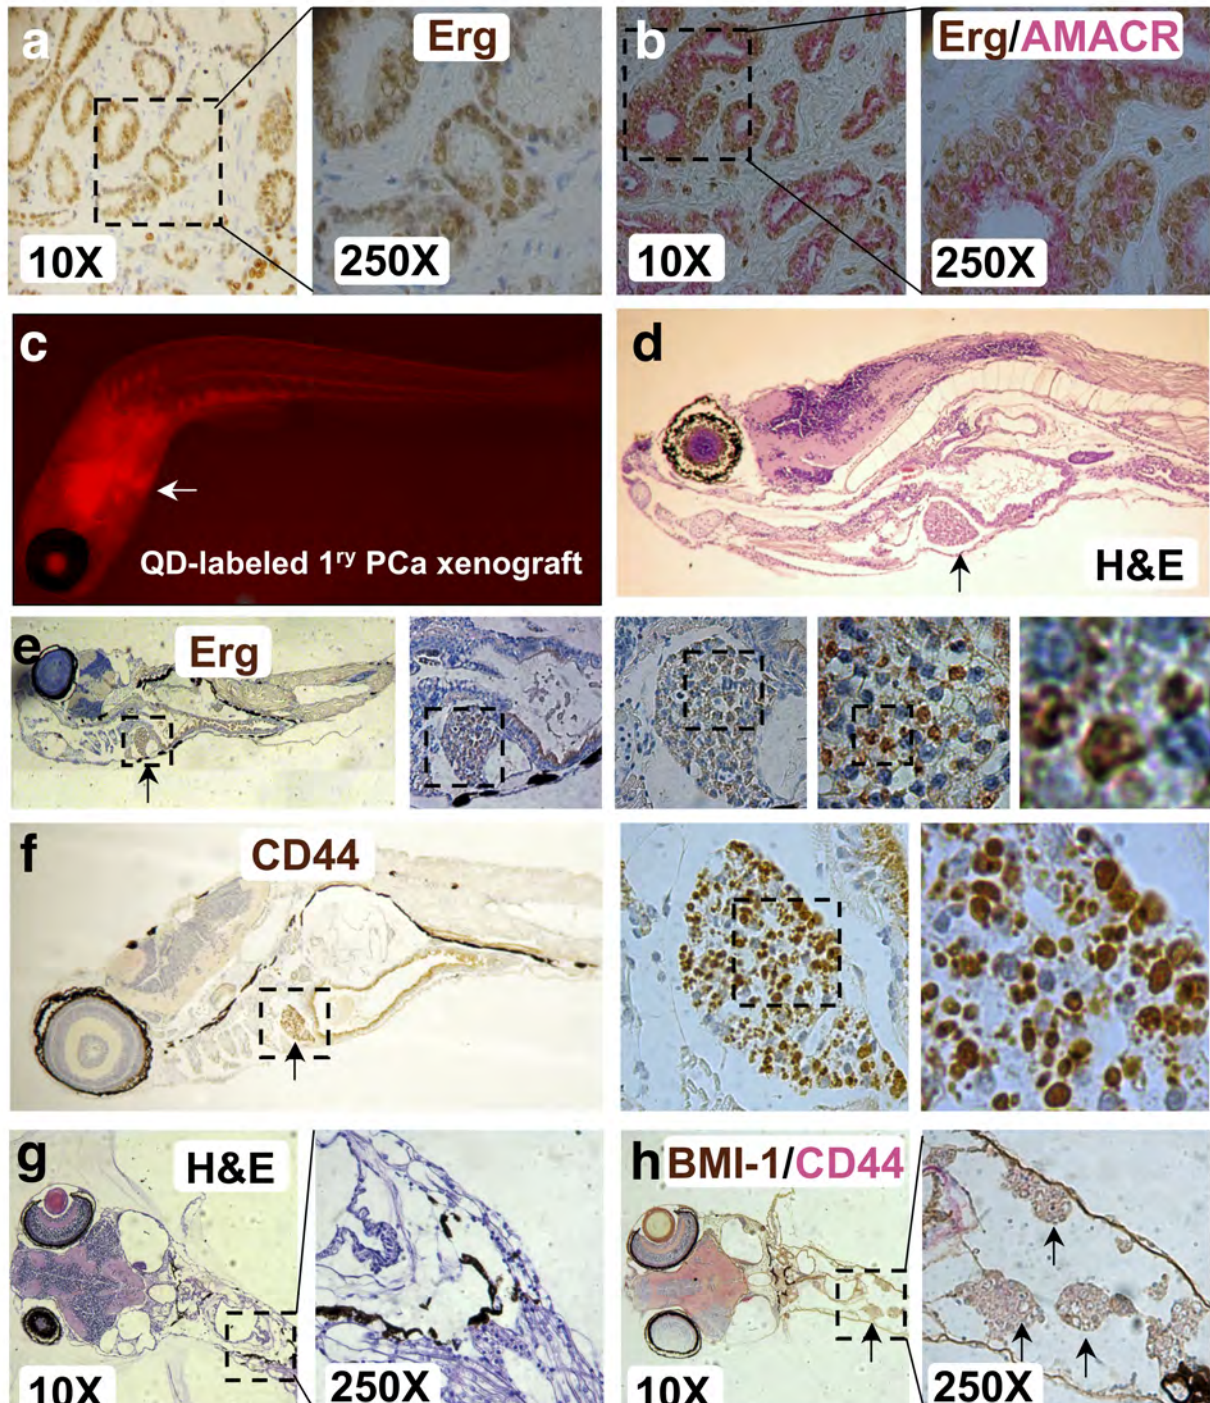 a
Erg
10X
250X
b
Erg/AMACR
10X
250X
c
QD-labeled 1ry PCa xenograft
d
H&E
e
Erg
f
CD44
g
H&E
10X
250X
h
BMI-1/CD44
10X
250X